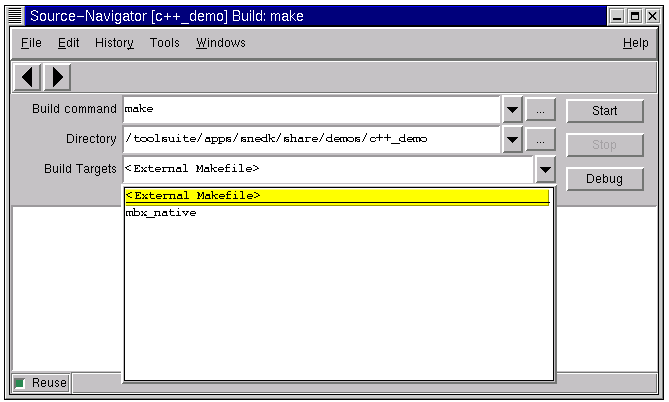 Source-Navigator [c++_demo] Build: make
File Edit History Tools Windows Help
Build command make ... Start
Directory /toolsuite/apps/snedk/share/demos/c++_demo ... Stop
Build Targets <External Makefile> Debug
<External Makefile>
mbx_native
Reuse